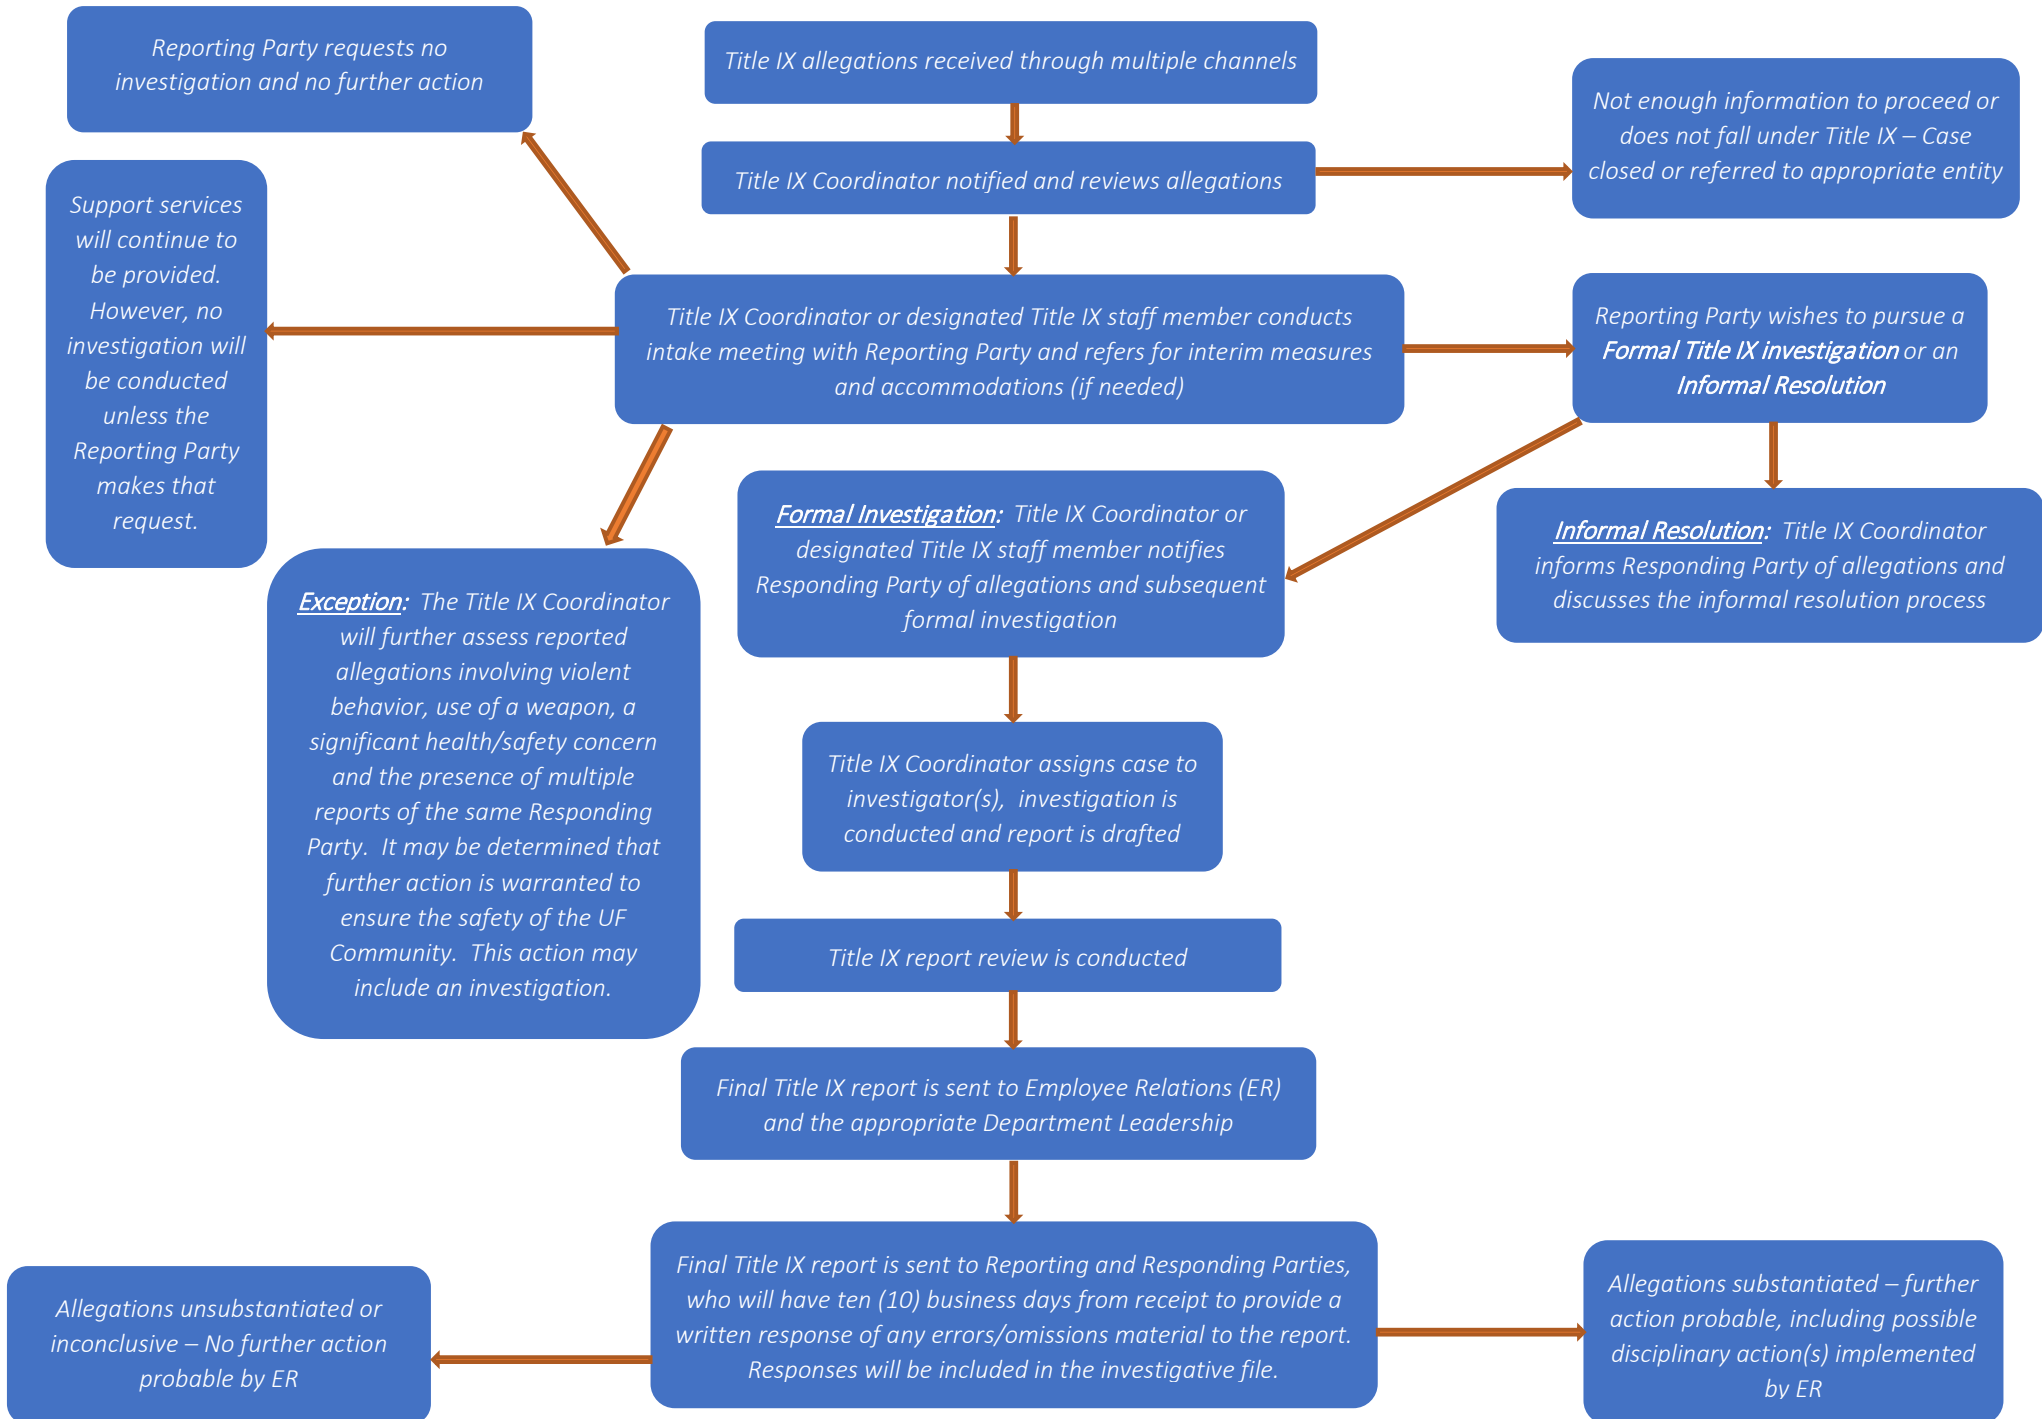 Reporting Party requests no
investigation and no further action
Title IX allegations received through multiple channels
Not enough information to proceed or
does not fall under Title IX – Case
closed or referred to appropriate entity
Title IX Coordinator notified and reviews allegations
Support services
will continue to
be provided.
However, no
investigation will
be conducted
unless the
Reporting Party
makes that
request.
Title IX Coordinator or designated Title IX staff member conducts
intake meeting with Reporting Party and refers for interim measures
and accommodations (if needed)
Reporting Party wishes to pursue a
Formal Title IX investigation or an
Informal Resolution
Exception: The Title IX Coordinator
will further assess reported
allegations involving violent
behavior, use of a weapon, a
significant health/safety concern
and the presence of multiple
reports of the same Responding
Party. It may be determined that
further action is warranted to
ensure the safety of the UF
Community. This action may
include an investigation.
Formal Investigation: Title IX Coordinator or
designated Title IX staff member notifies
Responding Party of allegations and subsequent
formal investigation
Informal Resolution: Title IX Coordinator
informs Responding Party of allegations and
discusses the informal resolution process
Title IX Coordinator assigns case to
investigator(s), investigation is
conducted and report is drafted
Title IX report review is conducted
Final Title IX report is sent to Employee Relations (ER)
and the appropriate Department Leadership
Final Title IX report is sent to Reporting and Responding Parties,
who will have ten (10) business days from receipt to provide a
written response of any errors/omissions material to the report.
Responses will be included in the investigative file.
Allegations unsubstantiated or
inconclusive – No further action
probable by ER
Allegations substantiated – further
action probable, including possible
disciplinary action(s) implemented
by ER